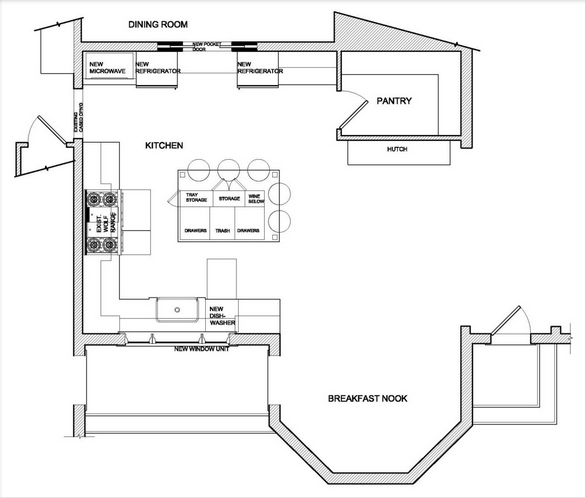 DINING ROOM
NEW POCKET
DOOR
NEW
MICROWAVE
NEW
REFRIGERATOR
NEW
REFRIGERATOR
PANTRY
EXISTING
CASED OPNG
KITCHEN
HUTCH
TRAY
STORAGE
STORAGE
WINE
BELOW
EXIST.
WOLF
RANGE
DRAWERS
TRASH
DRAWERS
NEW
DISH-
WASHER
NEW WINDOW UNIT
BREAKFAST NOOK